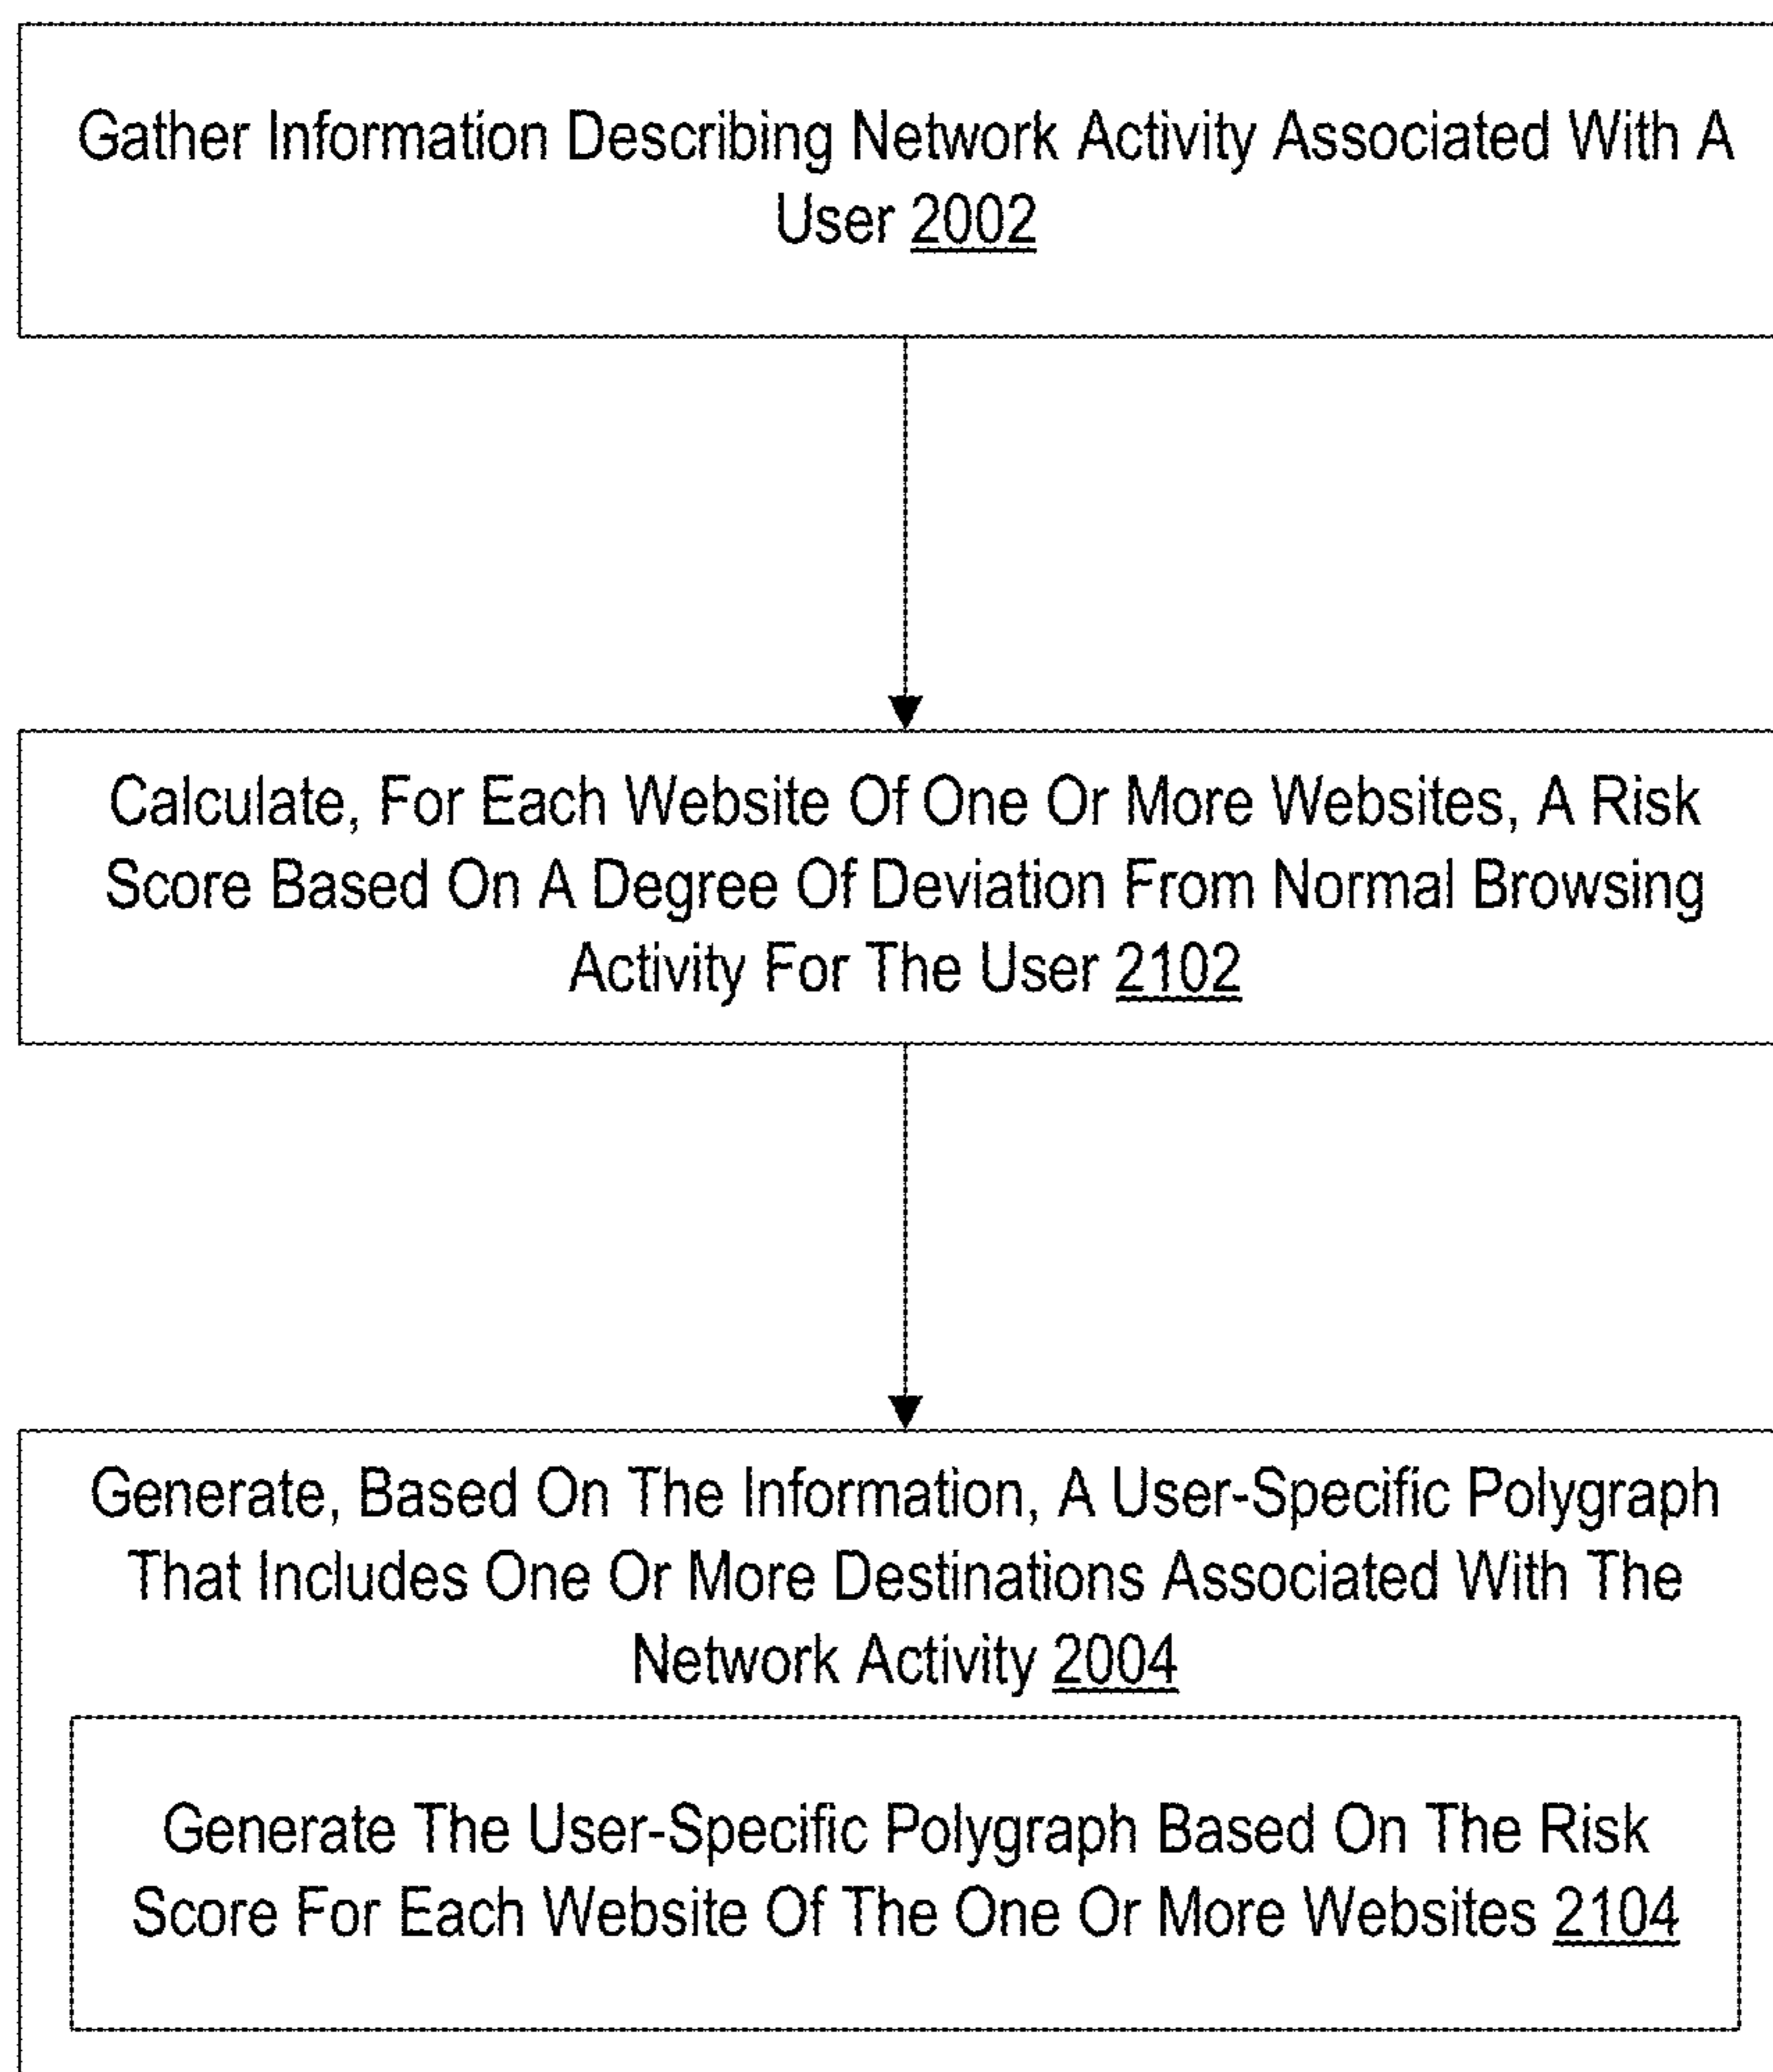 Gather Information Describing Network Activity Associated With A
User 2002
Calculate, For Each Website Of One Or More Websites, A Risk
Score Based On A Degree Of Deviation From Normal Browsing
Activity For The User 2102
Generate, Based On The Information, A User-Specific Polygraph
That Includes One Or More Destinations Associated With The
Network Activity 2004
Generate The User-Specific Polygraph Based On The Risk
Score For Each Website Of The One Or More Websites 2104